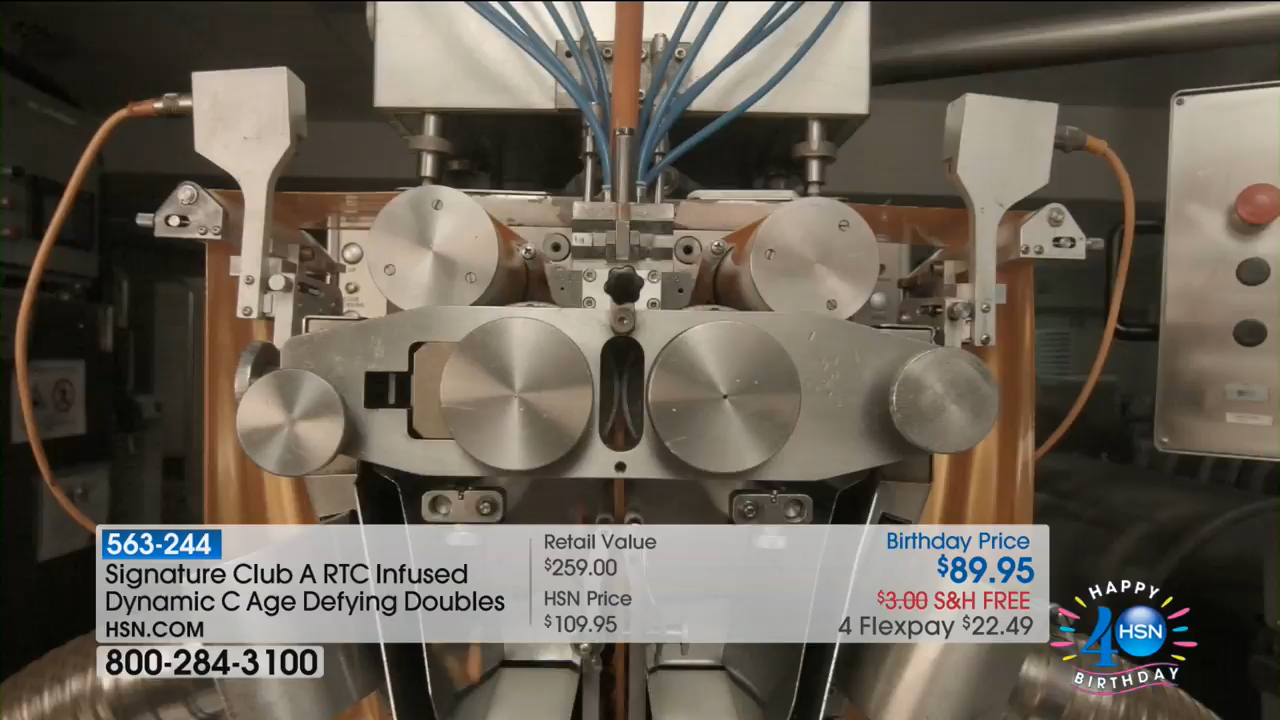 563-244
Signature Club A RTC Infused
Dynamic C Age Defying Doubles
HSN.COM
800-284-3100
Retail Value
$259.00
HSN Price
$109.95
Birthday Price
$89.95
$3.00 S&H FREE
4 Flexpay $22.49
HAPPY
40 HSN
BIRTHDAY